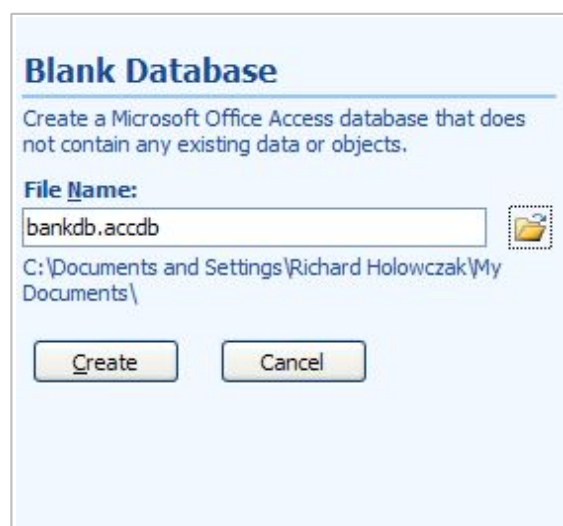 Blank Database
Create a Microsoft Office Access database that does
not contain any existing data or objects.
File Name:
bankdb.accdb
C:\Documents and Settings\Richard Holowczak\My
Documents\
Create
Cancel